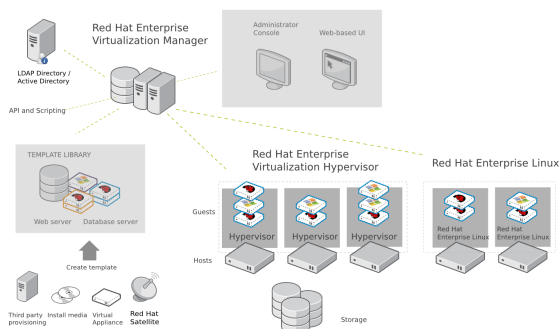 Red Hat Enterprise
Virtualization Manager
Administrator
Console
Web-based UI
LDAP Directory /
Active Directory
API and Scripting
TEMPLATE LIBRARY
Web server
Database server
Create template
Third party
provisioning
Install media
Virtual
Appliance
Red Hat
Satellite
Red Hat Enterprise
Virtualization Hypervisor
Red Hat Enterprise Linux
Guests
Hypervisor
Hypervisor
Hypervisor
Red Hat
Enterprise Linux
Red Hat
Enterprise Linux
Hosts
Storage